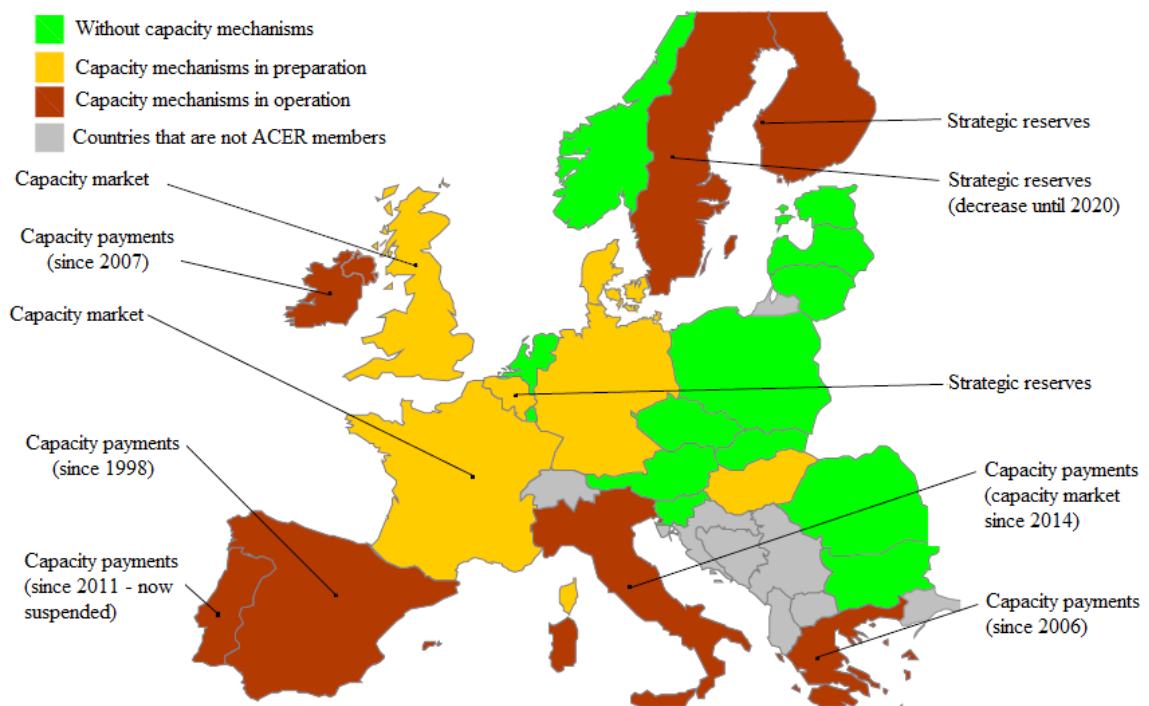 Without capacity mechanisms
Capacity mechanisms in preparation
Capacity mechanisms in operation
Countries that are not ACER members
Capacity market
Capacity payments
(since 2007)
Capacity market
Capacity payments
(since 1998)
Capacity payments
(since 2011 - now
suspended)
Strategic reserves
Strategic reserves
(decrease until 2020)
Strategic reserves
Capacity payments
(capacity market
since 2014)
Capacity payments
(since 2006)